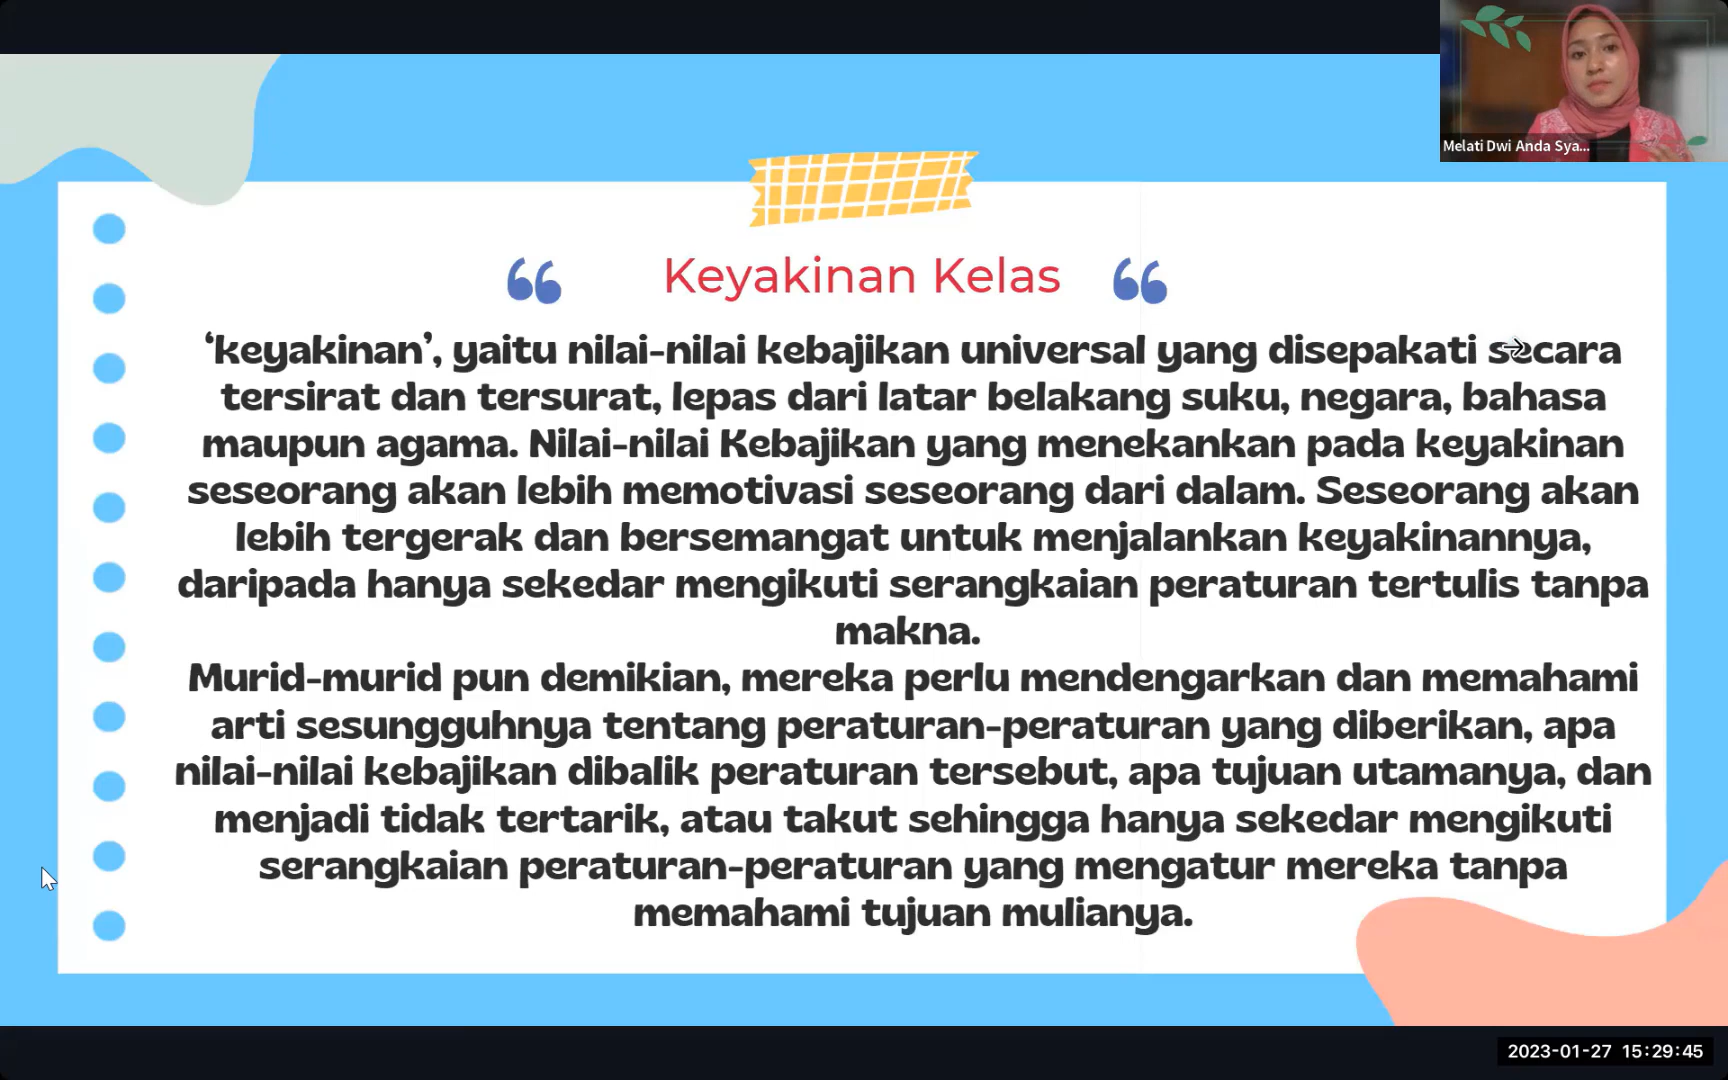 Melati Dwi Anda Sya...
Keyakinan Kelas
‘keyakinan’, yaitu nilai-nilai kebajikan universal yang disepakati secara
tersirat dan tersurat, lepas dari latar belakang suku, negara, bahasa
maupun agama. Nilai-nilai Kebajikan yang menekankan pada keyakinan
seseorang akan lebih memotivasi seseorang dari dalam. Seseorang akan
lebih tergerak dan bersemangat untuk menjalankan keyakinannya,
daripada hanya sekedar mengikuti serangkaian peraturan tertulis tanpa
makna.
Murid-murid pun demikian, mereka perlu mendengarkan dan memahami
arti sesungguhnya tentang peraturan-peraturan yang diberikan, apa
nilai-nilai kebajikan dibalik peraturan tersebut, apa tujuan utamanya, dan
menjadi tidak tertarik, atau takut sehingga hanya sekedar mengikuti
serangkaian peraturan-peraturan yang mengatur mereka tanpa
memahami tujuan mulianya.
2023-01-27 15:29:45